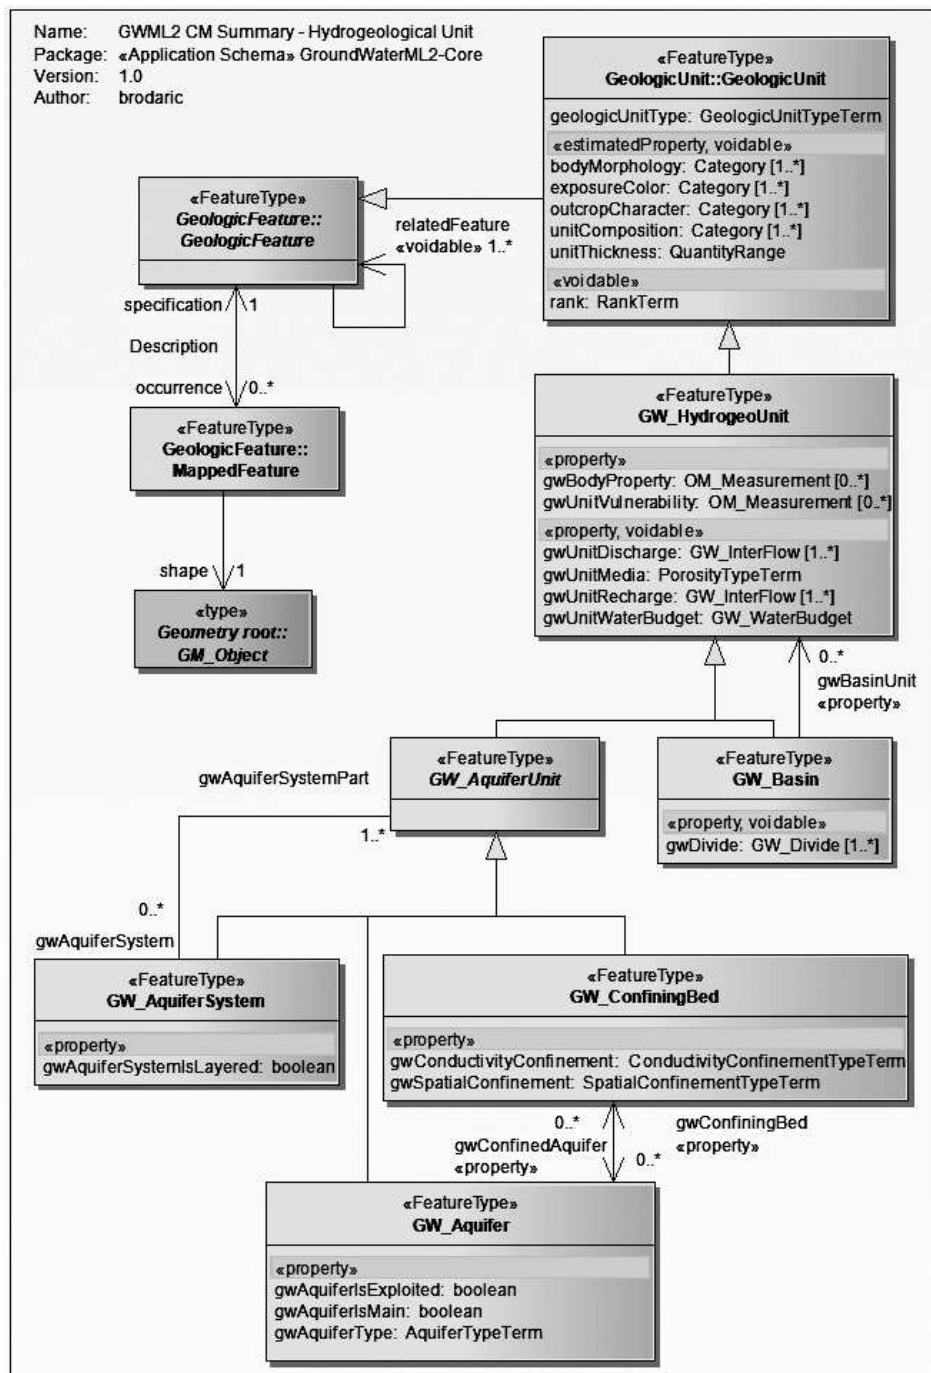 Name: GWML2 CM Summary - Hydrogeological Unit
Package: «Application Schema» GroundWaterML2-Core
Version: 1.0
Author: brodaric
«FeatureType»
GeologicUnit::GeologicUnit
geologicUnitType: GeologicUnitTypeTerm
«estimatedProperty, voidable»
bodyMorphology: Category [1..*]
exposureColor: Category [1..*]
outcropCharacter: Category [1..*]
unitComposition: Category [1..*]
unitThickness: QuantityRange
«voidable»
rank: RankTerm
«FeatureType»
GeologicFeature::
GeologicFeature
relatedFeature
«voidable» 1..*
specification 1
Description
occurrence 0..*
«FeatureType»
GeologicFeature::
MappedFeature
shape 1
«type»
Geometry root::
GM_Object
«FeatureType»
GW_HydrogeoUnit
«property»
gwBodyProperty: OM_Measurement [0..*]
gwUnitVulnerability: OM_Measurement [0..*]
«property, voidable»
gwUnitDischarge: GW_InterFlow [1..*]
gwUnitMedia: PorosityTypeTerm
gwUnitRecharge: GW_InterFlow [1..*]
gwUnitWaterBudget: GW_WaterBudget
0..*
gwBasinUnit
«property»
«FeatureType»
GW_AquiferUnit
«FeatureType»
GW_Basin
«property, voidable»
gwDivide: GW_Divide [1..*]
gwAquiferSystemPart
1..*
0..*
gwAquiferSystem
«FeatureType»
GW_AquiferSystem
«property»
gwAquiferSystemIsLayered: boolean
«FeatureType»
GW_ConfiningBed
«property»
gwConductivityConfinement: ConductivityConfinementTypeTerm
gwSpatialConfinement: SpatialConfinementTypeTerm
0..*
gwConfinedAquifer
«property»
gwConfiningBed
«property»
0..*
«FeatureType»
GW_Aquifer
«property»
gwAquiferIsExploited: boolean
gwAquiferIsMain: boolean
gwAquiferType: AquiferTypeTerm